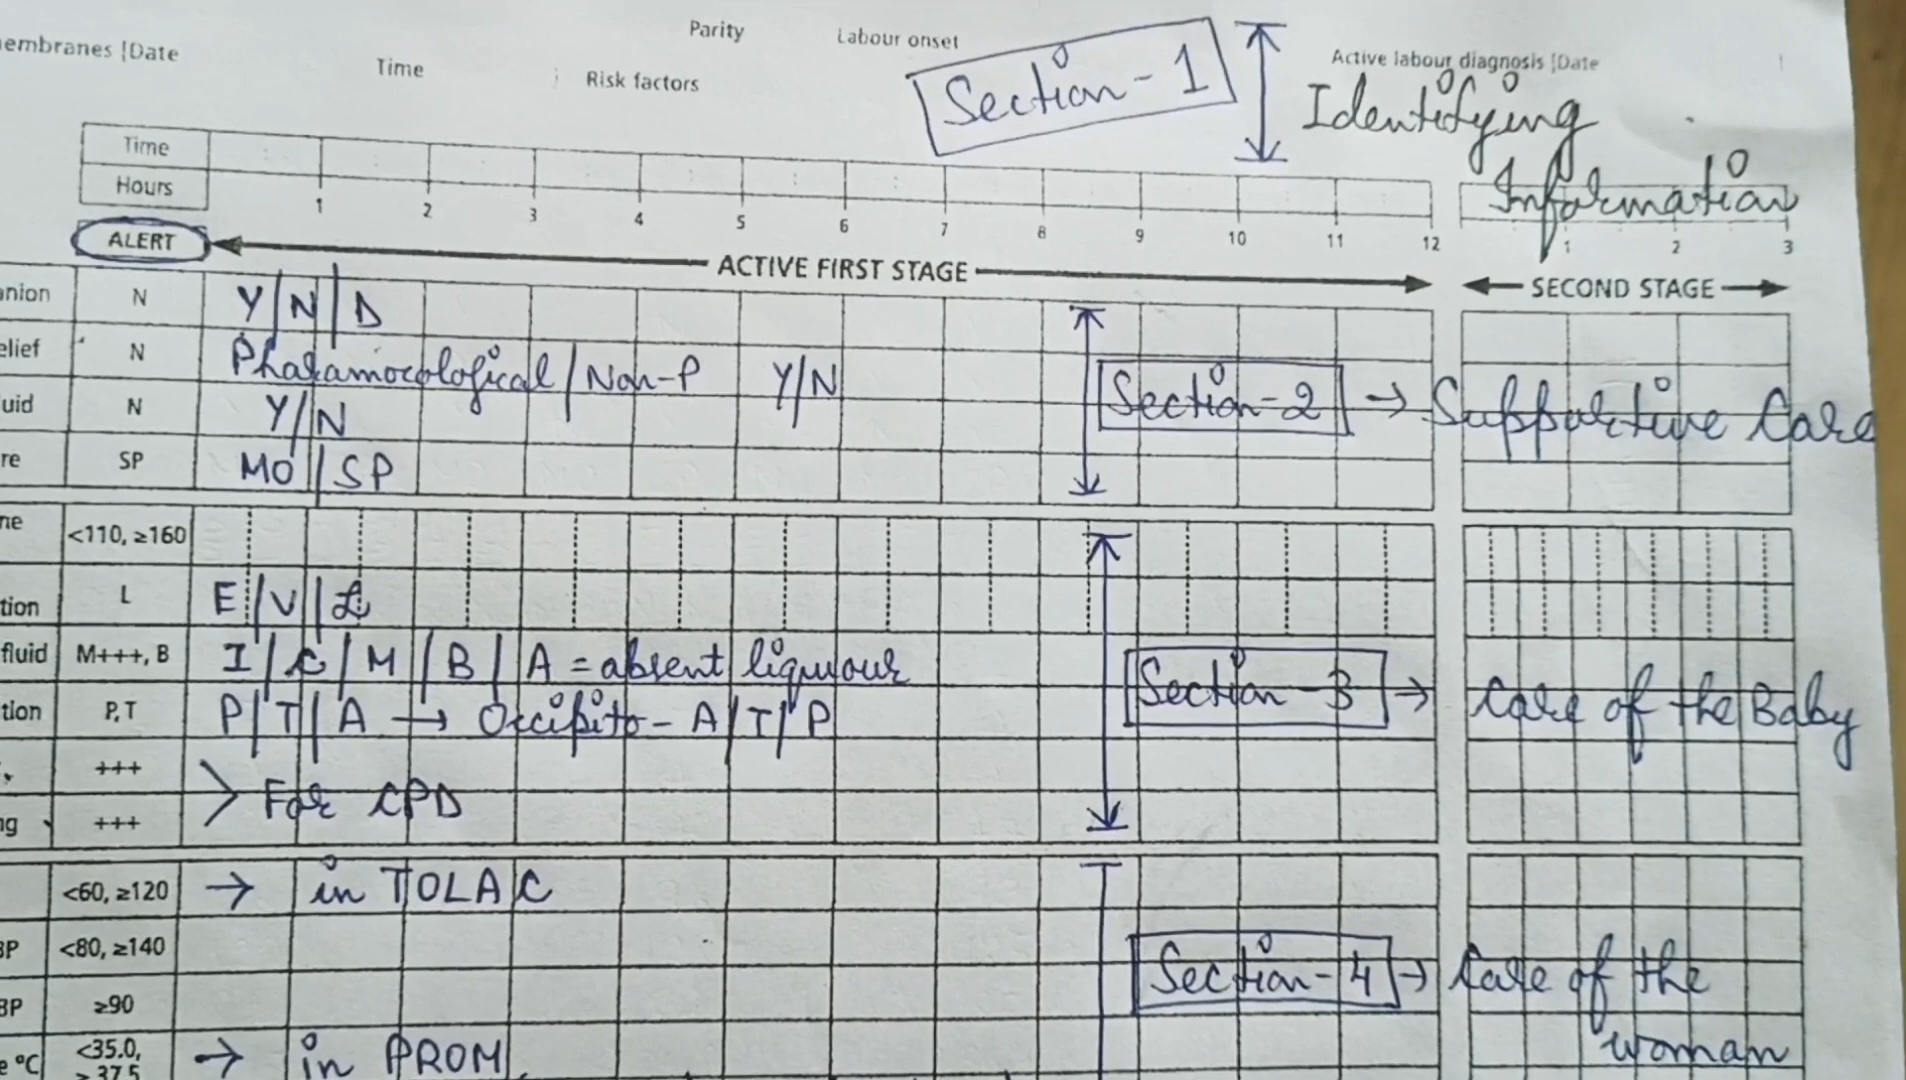 embranes |Date
Time
Parity
Risk factors
Labour onset
Active labour diagnosis |Date
Section-1
Identifying
Information
Time
Hours
1 2 3 4 5 6 7 8 9 10 11 12 1 2 3
ALERT ACTIVE FIRST STAGE SECOND STAGE
anion N Y/N/D
elief N Pharamocological/Non-P Y/N
uid N Y/N
Section-2 → Supportive Care
re SP MO/SP
ne <110, ≥160
tion L E/V/L
fluid M+++, B I/C/M/B/A = absent liquour
Section-3 → Care of the Baby
tion P, T P/T/A → Occipito-A/T/P
+++
> For CPD
ng +++
<60, ≥120 → in TOLAC
BP <80, ≥140
Section-4 → Care of the
woman
BP ≥90
e °C <35.0,
≥ 37.5
→ in PROM